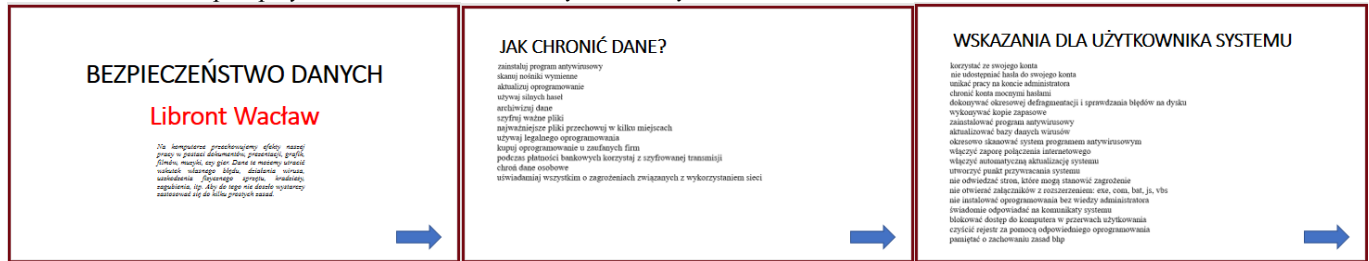 BEZPIECZEŃSTWO DANYCH
Libront Wacław
Na komputerze przechowujemy efekty naszej
pracy w postaci dokumentów, prezentacji, grafik,
filmów, muzyki, czy gier. Dane te możemy utracić
wskutek własnego błędu, działania wirusa,
uszkodzenia fizycznego sprzętu, kradzieży,
zagubienia, itp. Aby do tego nie doszło wystarczy
zastosować się do kilku prostych zasad.
JAK CHRONIĆ DANE?
zainstaluj program antywirusowy
skanuj nośniki wymienne
aktualizuj oprogramowanie
używaj silnych haseł
archiwizuj dane
szyfruj ważne pliki
najważniejsze pliki przechowuj w kilku miejscach
używaj legalnego oprogramowania
kupuj oprogramowanie u zaufanych firm
podczas płatności bankowych korzystaj z szyfrowanej transmisji
chroń dane osobowe
uświadamiaj wszystkim o zagrożeniach związanych z wykorzystaniem sieci
WSKAZANIA DLA UŻYTKOWNIKA SYSTEMU
korzystać ze swojego konta
nie udostępniać hasła do swojego konta
unikać pracy na koncie administratora
chronić konta mocnymi hasłami
dokonywać okresowej defragmentacji i sprawdzania błędów na dysku
wykonywać kopie zapasowe
zainstalować program antywirusowy
aktualizować bazy danych wirusów
okresowo skanować system programem antywirusowym
włączyć zaporę połączenia internetowego
włączyć automatyczną aktualizację systemu
utworzyć punkt przywracania systemu
nie odwiedzać stron, które mogą stanowić zagrożenie
nie otwierać załączników z rozszerzeniem: exe, com, bat, js, vbs
nie instalować oprogramowania bez wiedzy administratora
świadomie odpowiadać na komunikaty systemu
blokować dostęp do komputera w przerwach użytkowania
czyścić rejestr za pomocą odpowiedniego oprogramowania
pamiętać o zachowaniu zasad bhp